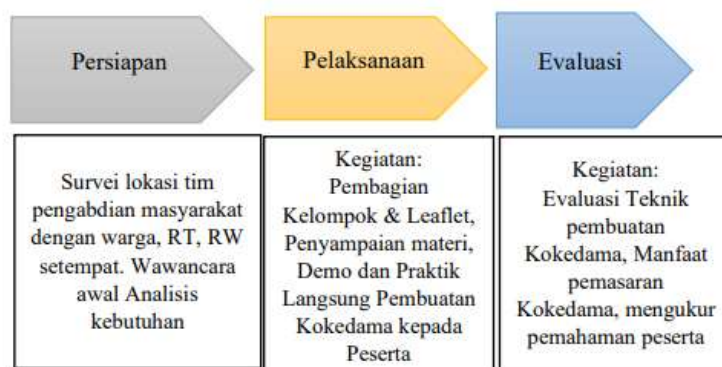 Persiapan
Pelaksanaan
Evaluasi
Survei lokasi tim
pengabdian masyarakat
dengan warga, RT, RW
setempat. Wawancara
awal Analisis
kebutuhan
Kegiatan:
Pembagian
Kelompok & Leaflet,
Penyampaian materi,
Demo dan Praktik
Langsung Pembuatan
Kokedama kepada
Peserta
Kegiatan:
Evaluasi Teknik
pembuatan
Kokedama, Manfaat
pemasaran
Kokedama, mengukur
pemahaman peserta